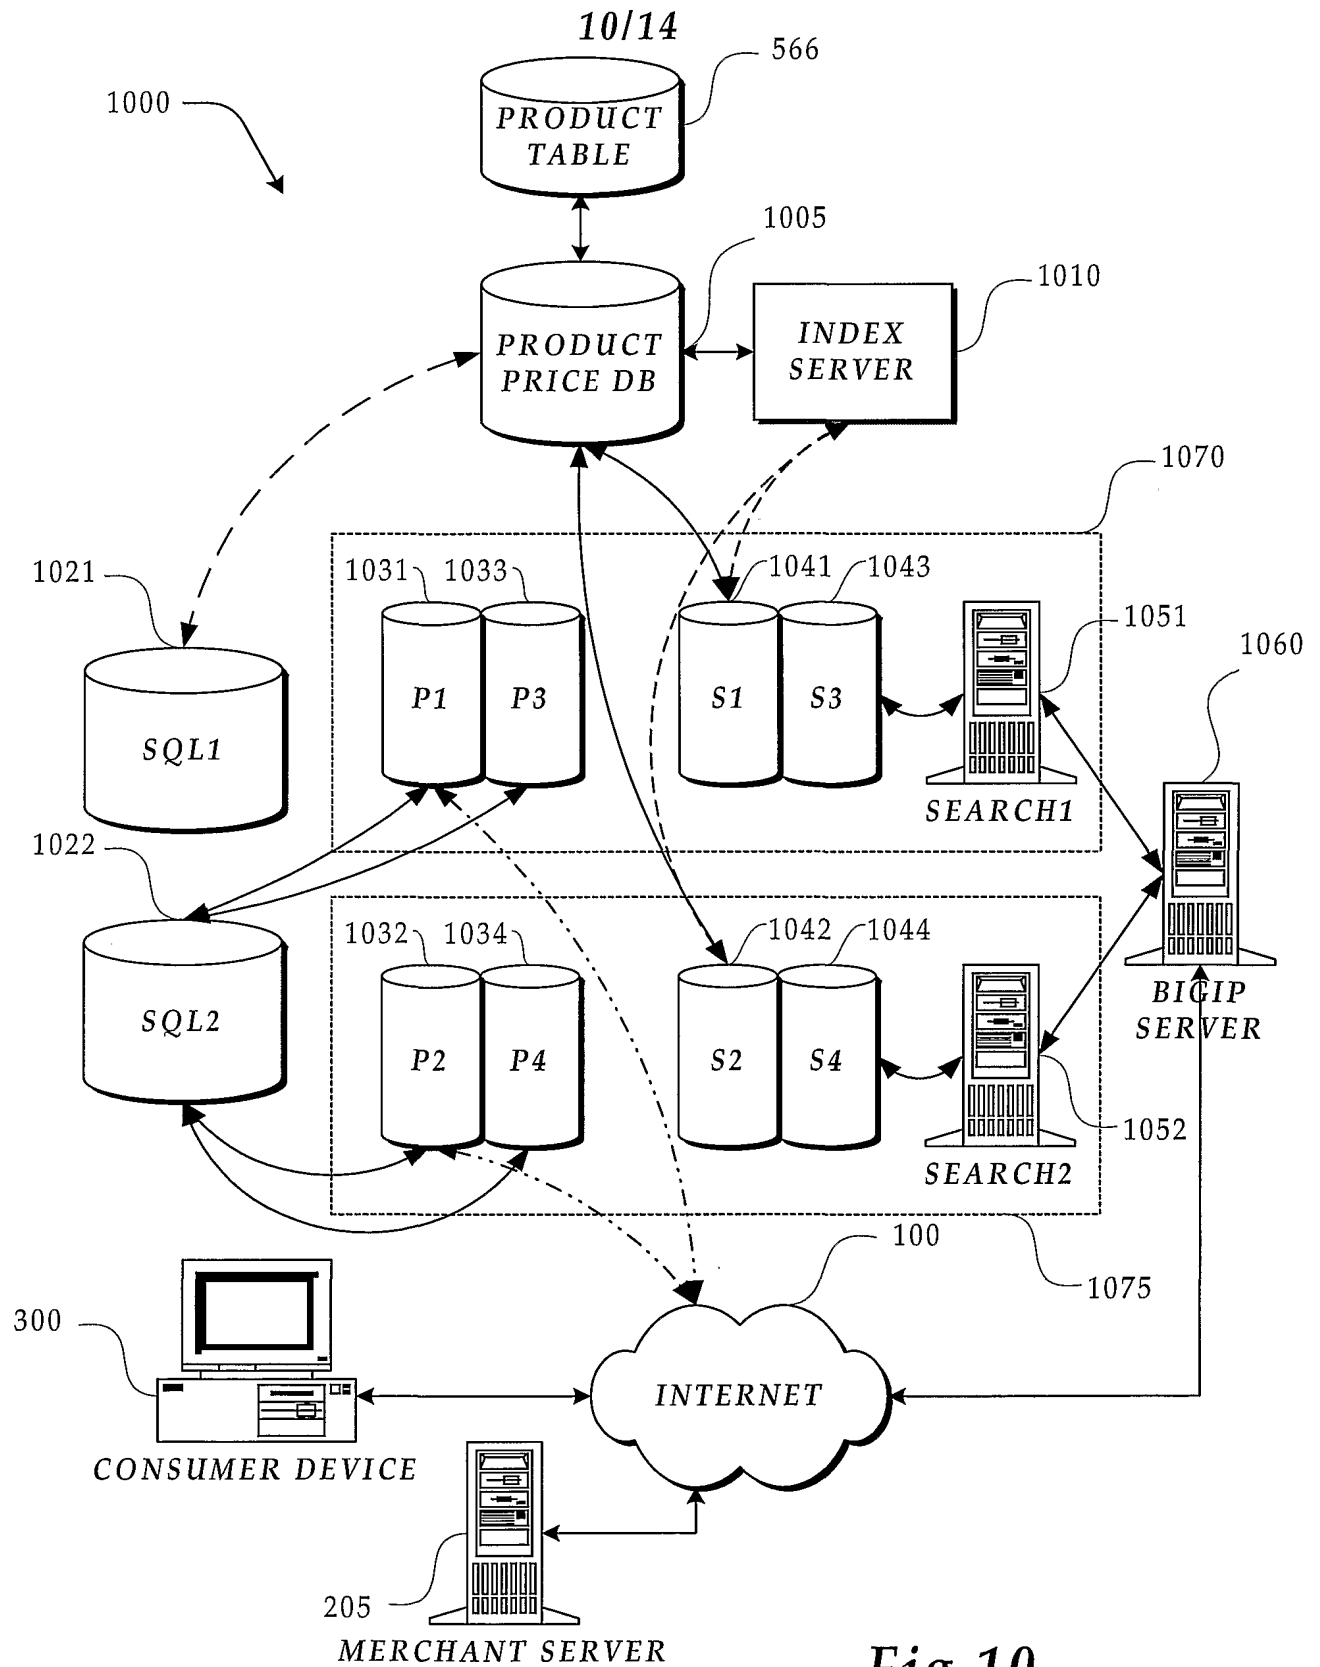 10/14
566
PRODUCT
TABLE
1000
1005
1010
PRODUCT
PRICE DB
INDEX
SERVER
1070
1021
1031
1033
1041
1043
1051
1060
SQL1
P1
P3
S1
S3
SEARCH1
1022
1032
1034
1042
1044
SQL2
P2
P4
S2
S4
BIGIP
SERVER
1052
SEARCH2
100
1075
300
INTERNET
CONSUMER DEVICE
205
MERCHANT SERVER
Fig. 10